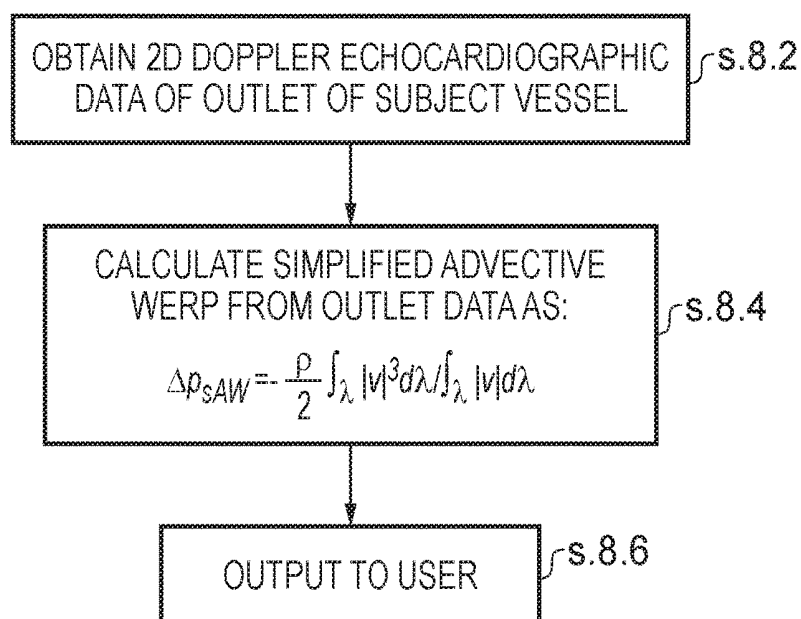 OBTAIN 2D DOPPLER ECHOCARDIOGRAPHIC
DATA OF OUTLET OF SUBJECT VESSEL
s.8.2
CALCULATE SIMPLIFIED ADVECTIVE
WERP FROM OUTLET DATA AS:
Δp_sAW =- ρ/2 ∫_λ |v|³dλ/∫_λ |v|dλ
s.8.4
OUTPUT TO USER
s.8.6